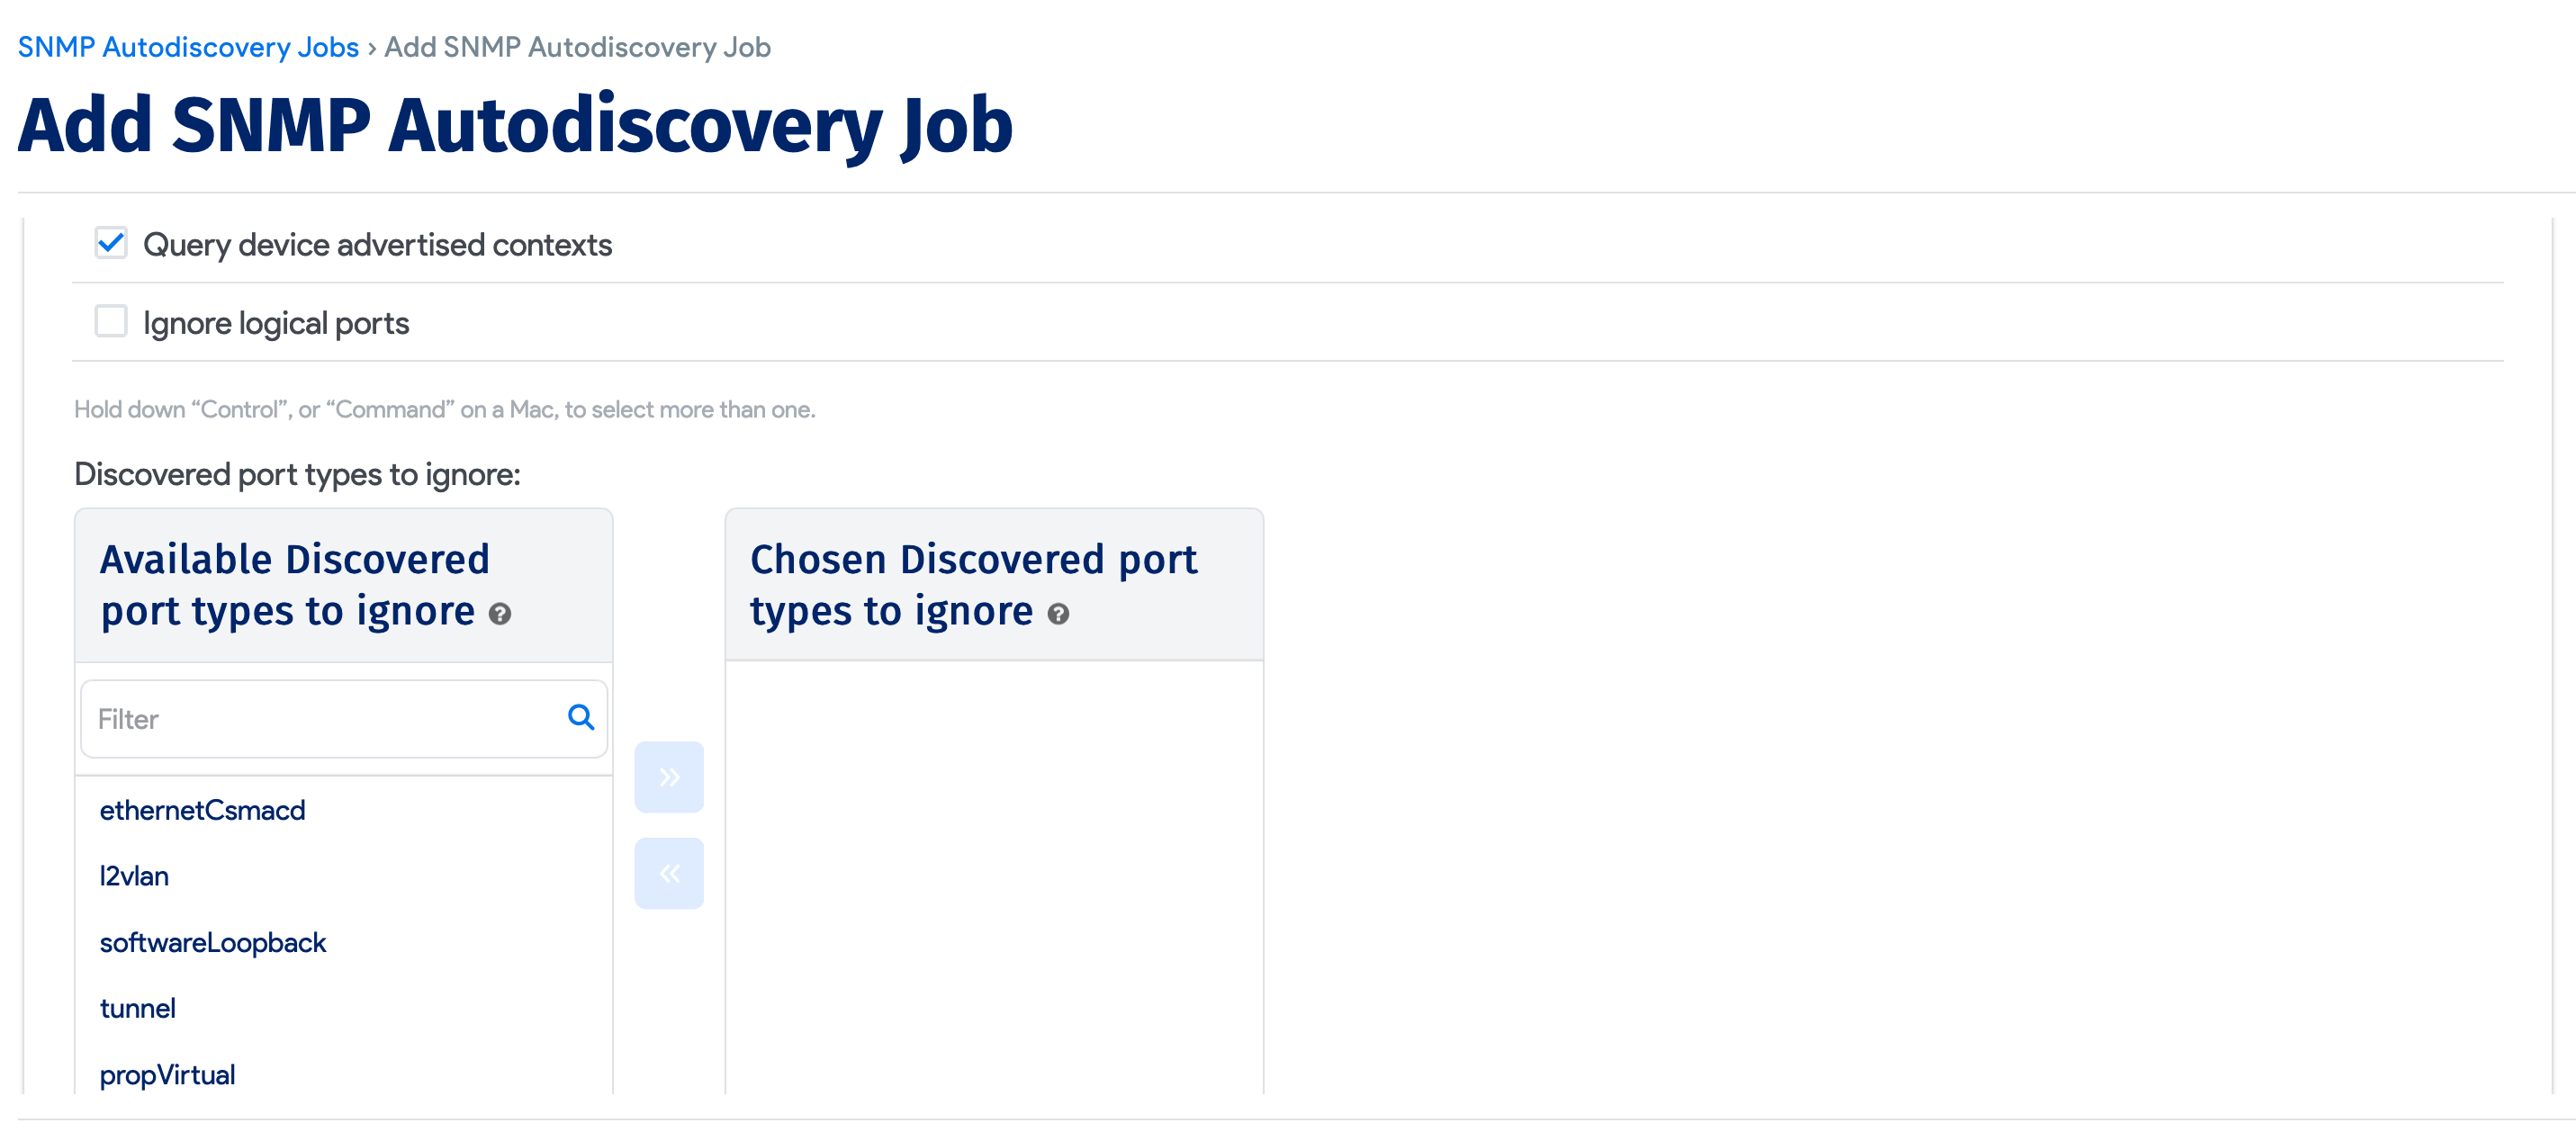 SNMP Autodiscovery Jobs › Add SNMP Autodiscovery Job
Add SNMP Autodiscovery Job
Query device advertised contexts
Ignore logical ports
Hold down “Control”, or “Command” on a Mac, to select more than one.
Discovered port types to ignore:
Available Discovered
port types to ignore ?
Chosen Discovered port
types to ignore ?
Filter
»
«
ethernetCsmacd
l2vlan
softwareLoopback
tunnel
propVirtual